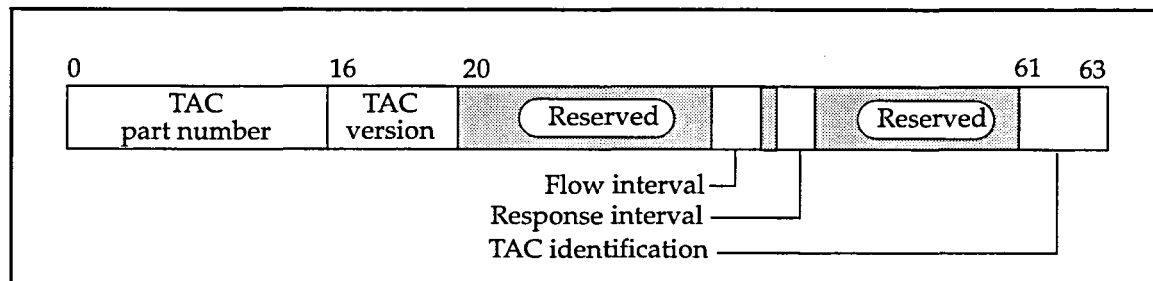 0 16 20 61 63
TAC part number
TAC version
Reserved
Reserved
Flow interval
Response interval
TAC identification